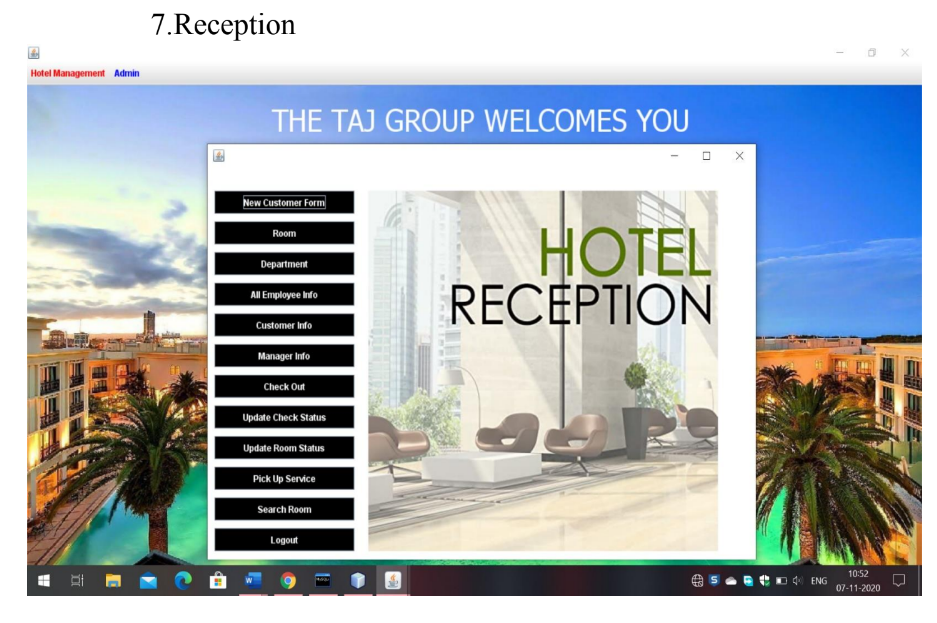 7.Reception
Hotel Management Admin
THE TAJ GROUP WELCOMES YOU
New Customer Form
Room
Department
All Employee Info
Customer Info
Manager Info
Check Out
Update Check Status
Update Room Status
Pick Up Service
Search Room
Logout
HOTEL
RECEPTION
ENG
10:52
07-11-2020